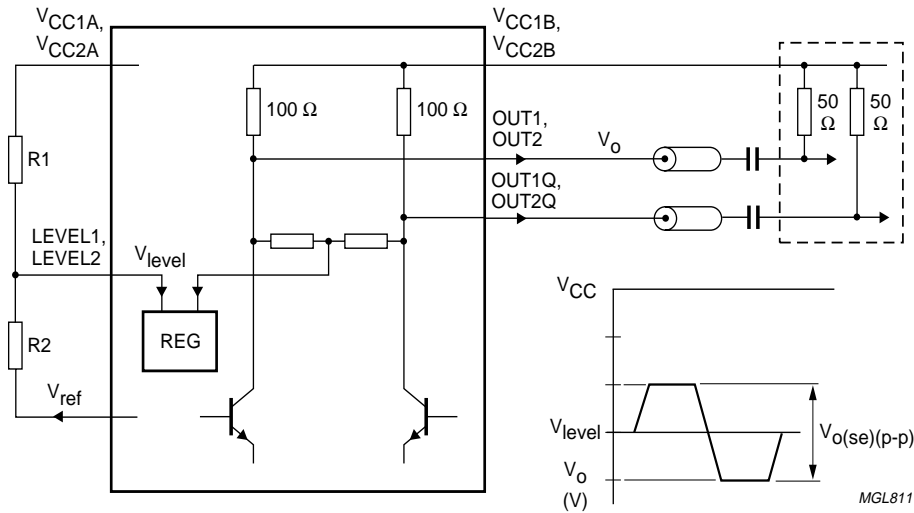 VCC1A,
VCC2A
VCC1B,
VCC2B
100 Ω
100 Ω
50
Ω
50
Ω
OUT1,
OUT2
Vo
R1
OUT1Q,
OUT2Q
LEVEL1,
LEVEL2
Vlevel
REG
R2
Vref
VCC
Vlevel
Vo(se)(p-p)
Vo
(V)
MGL811